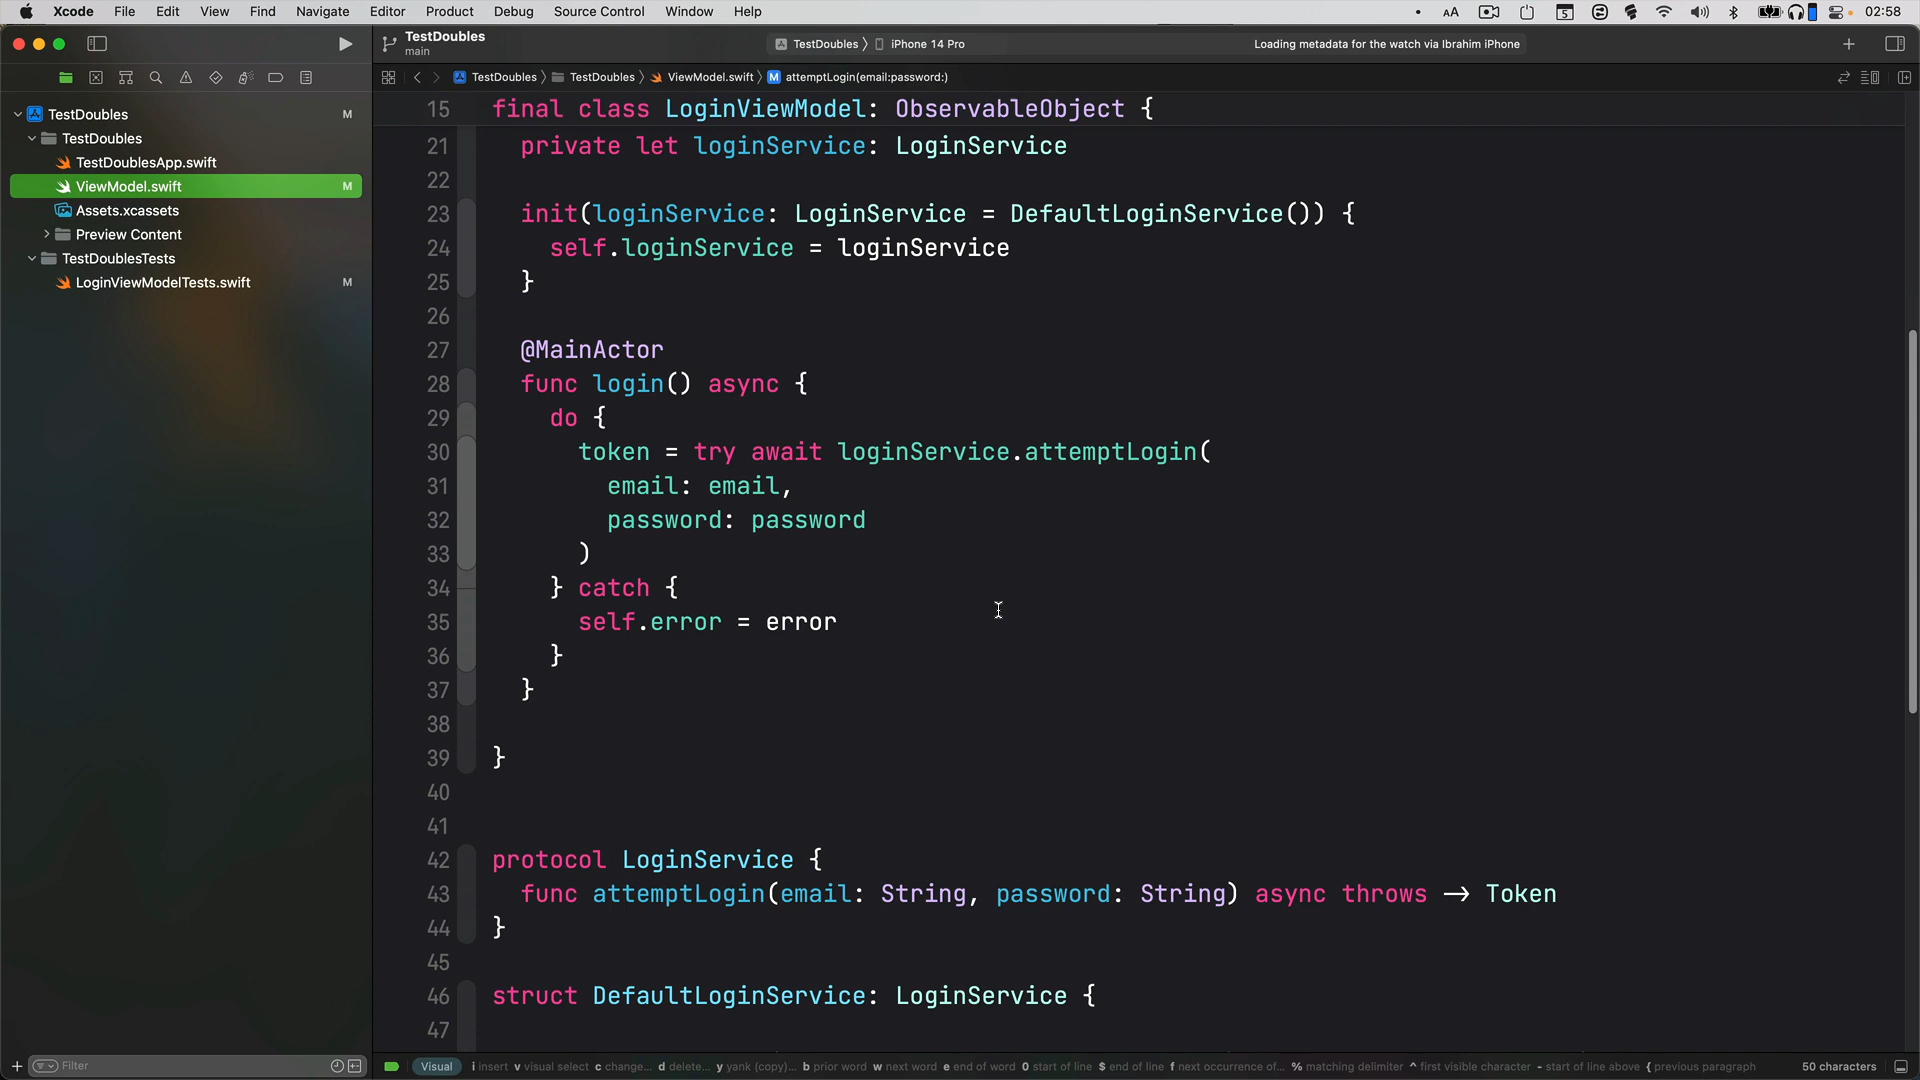 Xcode File Edit View Find Navigate Editor Product Debug Source Control Window Help
AA 5 02:58
TestDoubles
main
TestDoubles 〉 iPhone 14 Pro
Loading metadata for the watch via Ibrahim iPhone
TestDoubles 〉 TestDoubles 〉 ViewModel.swift 〉 M attemptLogin(email:password:)
TestDoubles M
TestDoubles
TestDoublesApp.swift
ViewModel.swift M
Assets.xcassets
Preview Content
TestDoublesTests
LoginViewModelTests.swift M
15 final class LoginViewModel: ObservableObject {
21 private let loginService: LoginService
22
23 init(loginService: LoginService = DefaultLoginService()) {
24 self.loginService = loginService
25 }
26
27 @MainActor
28 func login() async {
29 do {
30 token = try await loginService.attemptLogin(
31 email: email,
32 password: password
33 )
34 } catch {
35 self.error = error
36 }
37 }
38
39 }
40
41
42 protocol LoginService {
43 func attemptLogin(email: String, password: String) async throws → Token
44 }
45
46 struct DefaultLoginService: LoginService {
47
Filter
Visual i insert v visual select c change... d delete... y yank (copy)... b prior word w next word e end of word 0 start of line $ end of line f next occurrence of... % matching delimiter ^ first visible character - start of line above { previous paragraph 50 characters